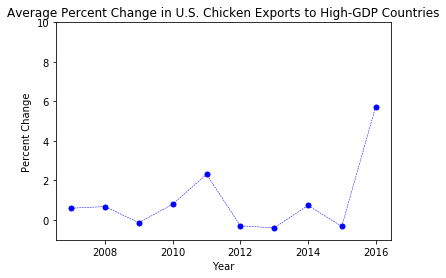 Average Percent Change in U.S. Chicken Exports to High-GDP Countries
10
8
6
4
2
0
Percent Change
2008 2010 2012 2014 2016
Year